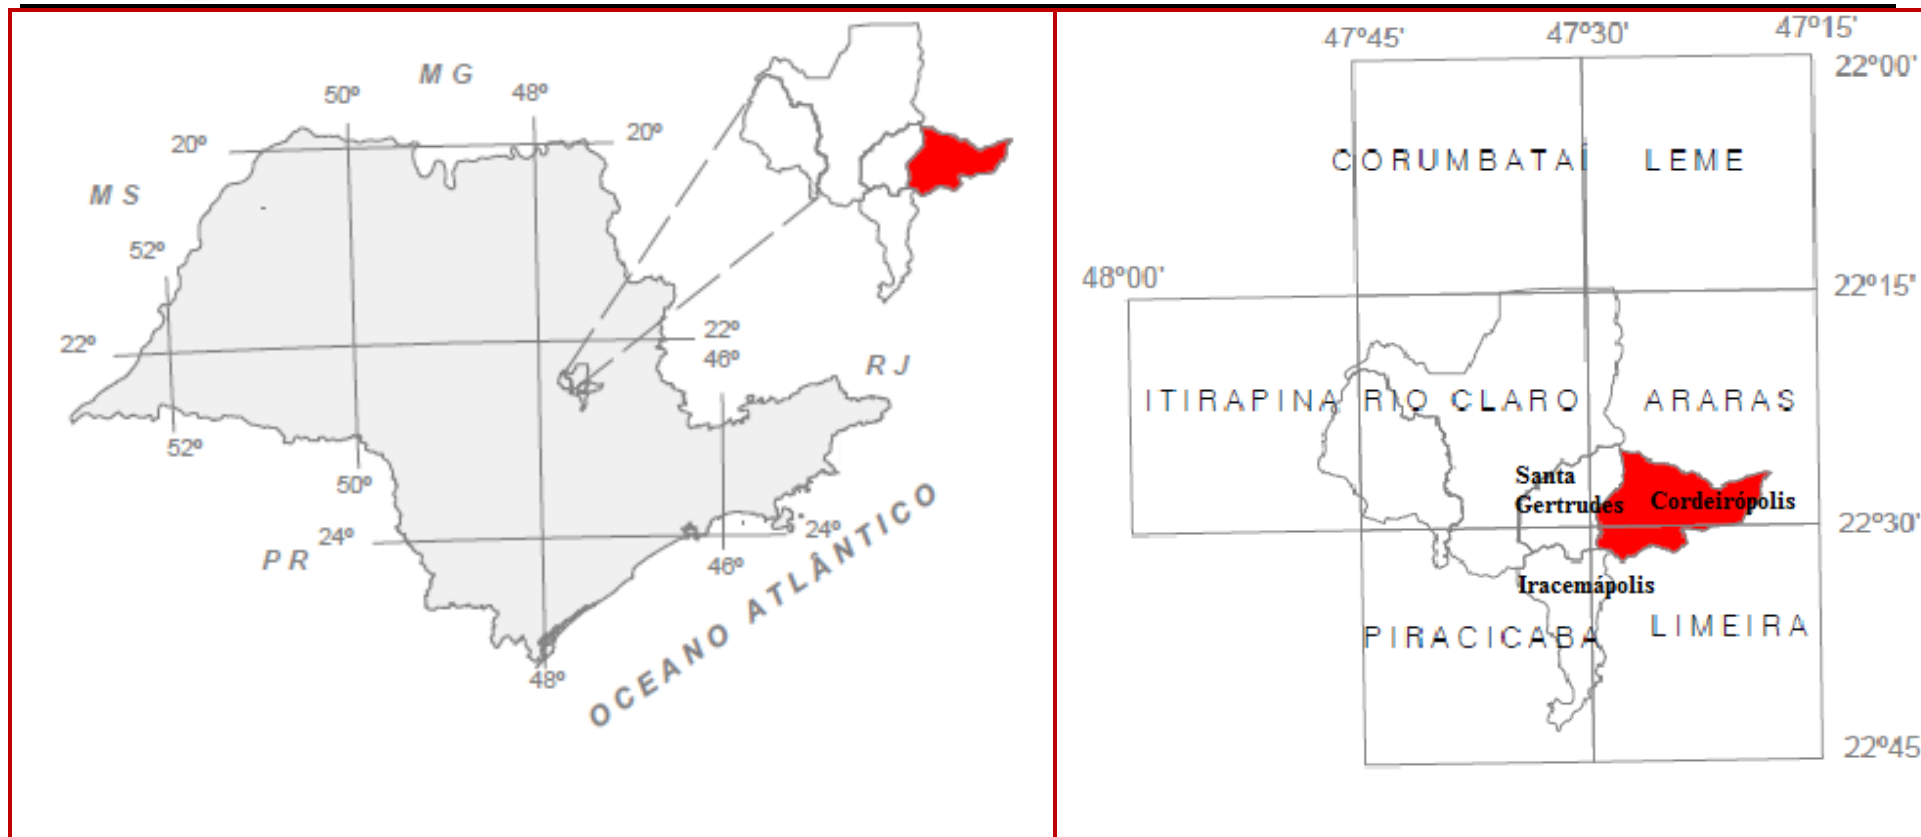 M G
50º
48º
20º
20º
M S
52º
22º
22º
46º
R J
52º
50º
24º
24º
P R
46º
48º
OCEANO ATLÂNTICO
47º45'
47º30'
47º15'
22º00'
CORUMBATAÍ
LEME
48º00'
22º15'
ITIRAPINA
RIO CLARO
ARARAS
Santa
Gertrudes
Cordeirópolis
22º30'
Iracemápolis
PIRACICABA
LIMEIRA
22º45